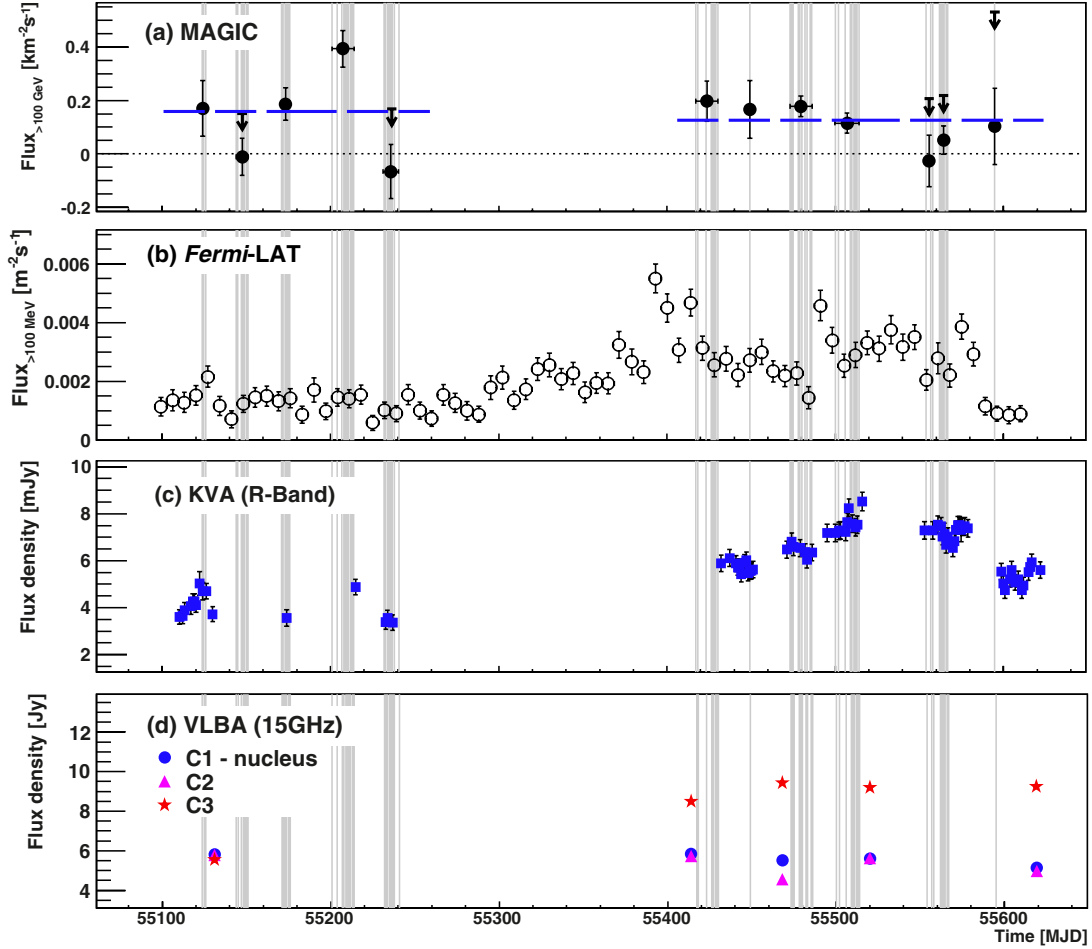 (a) MAGIC
Flux>100 GeV [km-2s-1]
0.4
0.2
0
-0.2
(b) Fermi-LAT
Flux>100 MeV [m-2s-1]
0.006
0.004
0.002
0
(c) KVA (R-Band)
Flux density [mJy]
10
8
6
4
2
(d) VLBA (15GHz)
Flux density [Jy]
C1 - nucleus
C2
C3
12
10
8
6
4
55100 55200 55300 55400 55500 55600
Time [MJD]